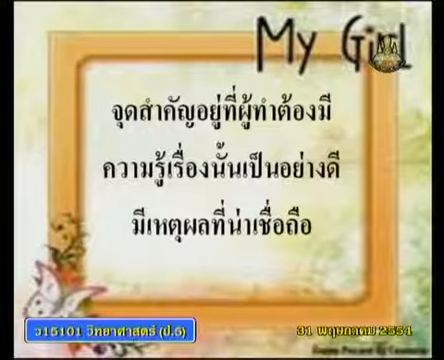 My Girl
จุดสำคัญอยู่ที่ผู้ทำต้องมี
ความรู้เรื่องนั้นเป็นอย่างดี
มีเหตุผลที่น่าเชื่อถือ
ว15101 วิทยาศาสตร์ (ป.5)
31 พฤษภาคม 2554